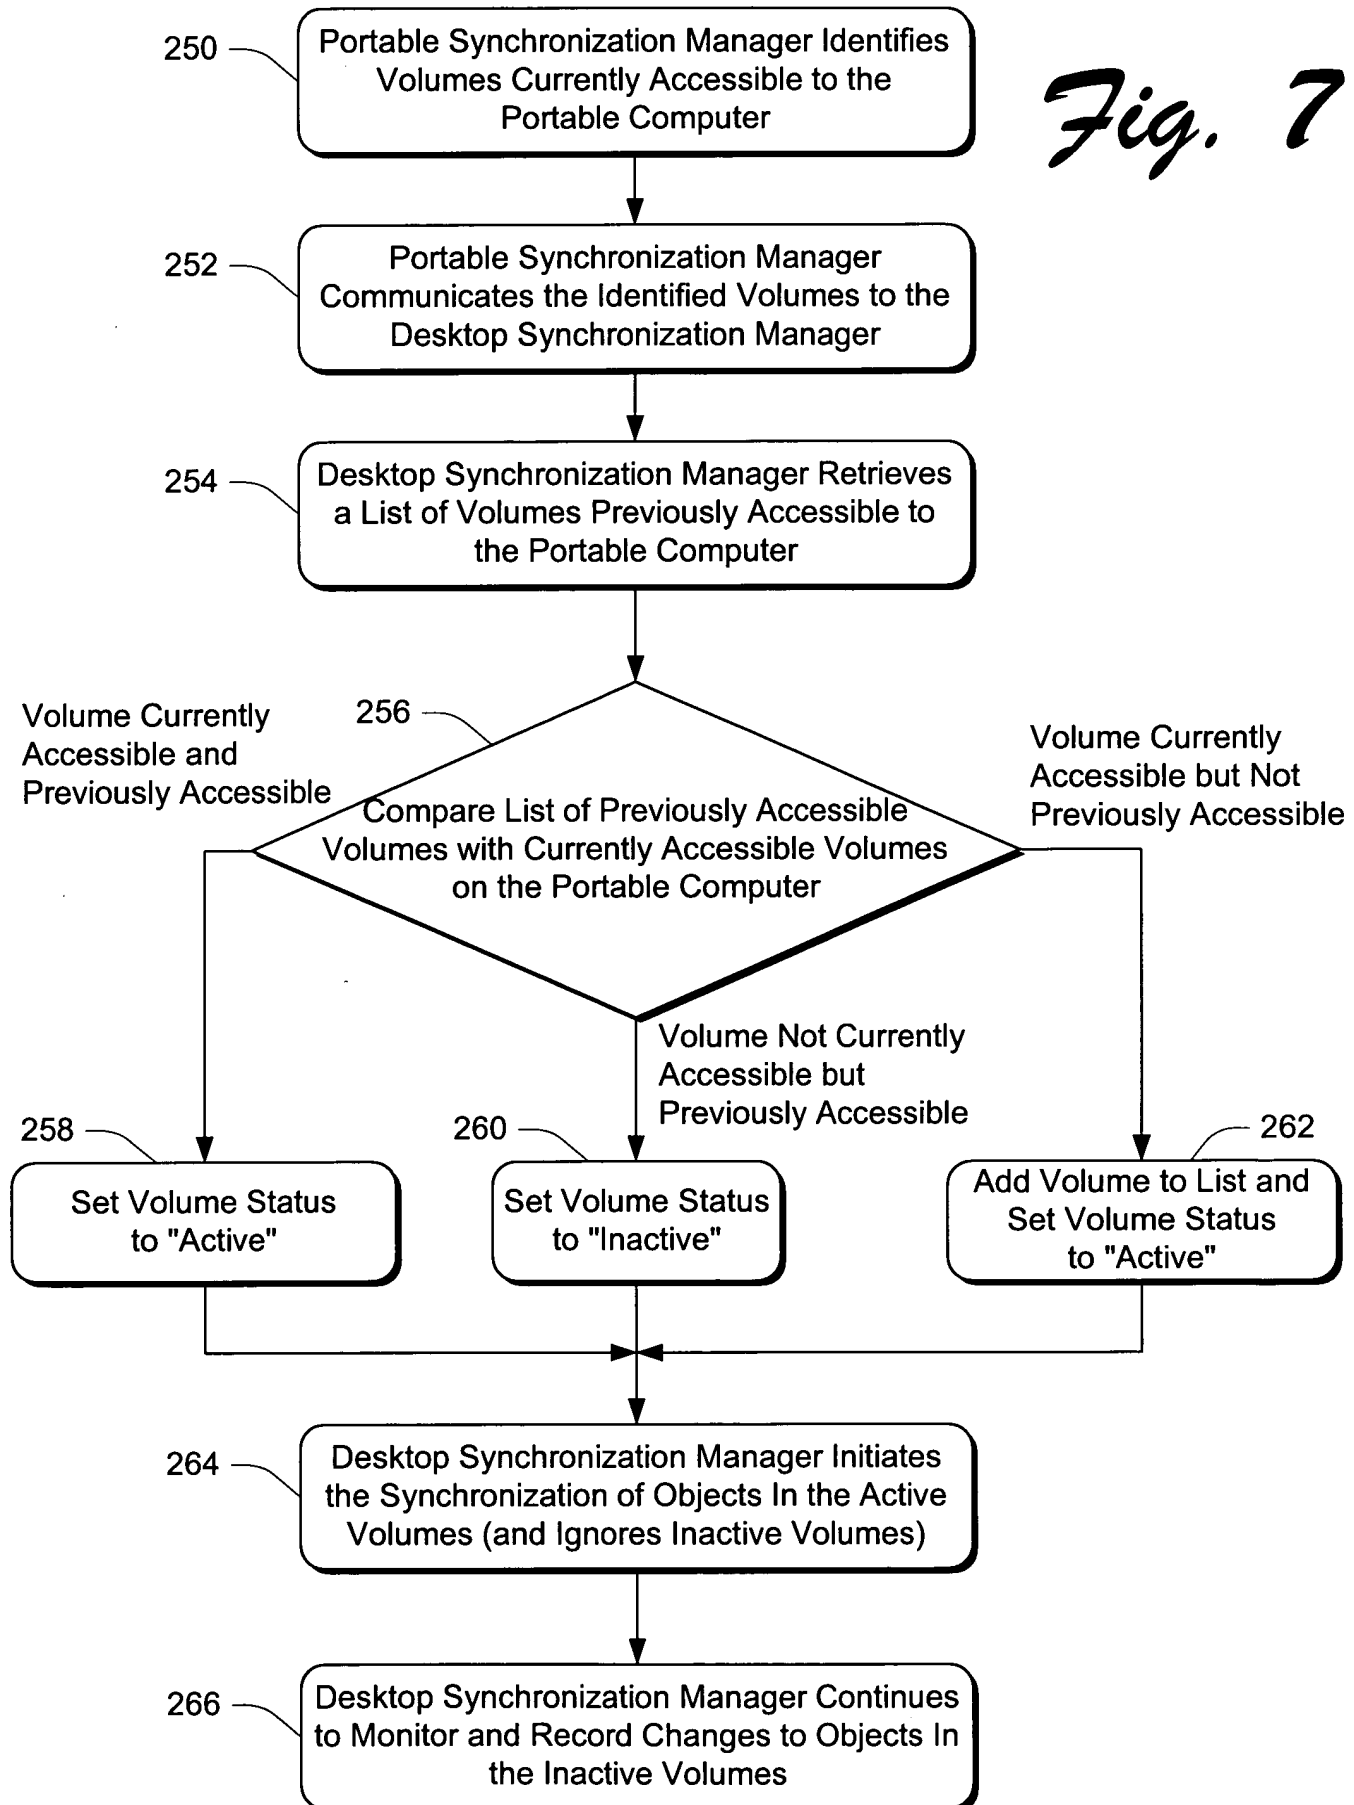 Fig. 7
250
Portable Synchronization Manager Identifies
Volumes Currently Accessible to the
Portable Computer
252
Portable Synchronization Manager
Communicates the Identified Volumes to the
Desktop Synchronization Manager
254
Desktop Synchronization Manager Retrieves
a List of Volumes Previously Accessible to
the Portable Computer
256
Compare List of Previously Accessible
Volumes with Currently Accessible Volumes
on the Portable Computer
Volume Currently
Accessible and
Previously Accessible
Volume Currently
Accessible but Not
Previously Accessible
Volume Not Currently
Accessible but
Previously Accessible
258
Set Volume Status
to "Active"
260
Set Volume Status
to "Inactive"
262
Add Volume to List and
Set Volume Status
to "Active"
264
Desktop Synchronization Manager Initiates
the Synchronization of Objects In the Active
Volumes (and Ignores Inactive Volumes)
266
Desktop Synchronization Manager Continues
to Monitor and Record Changes to Objects In
the Inactive Volumes